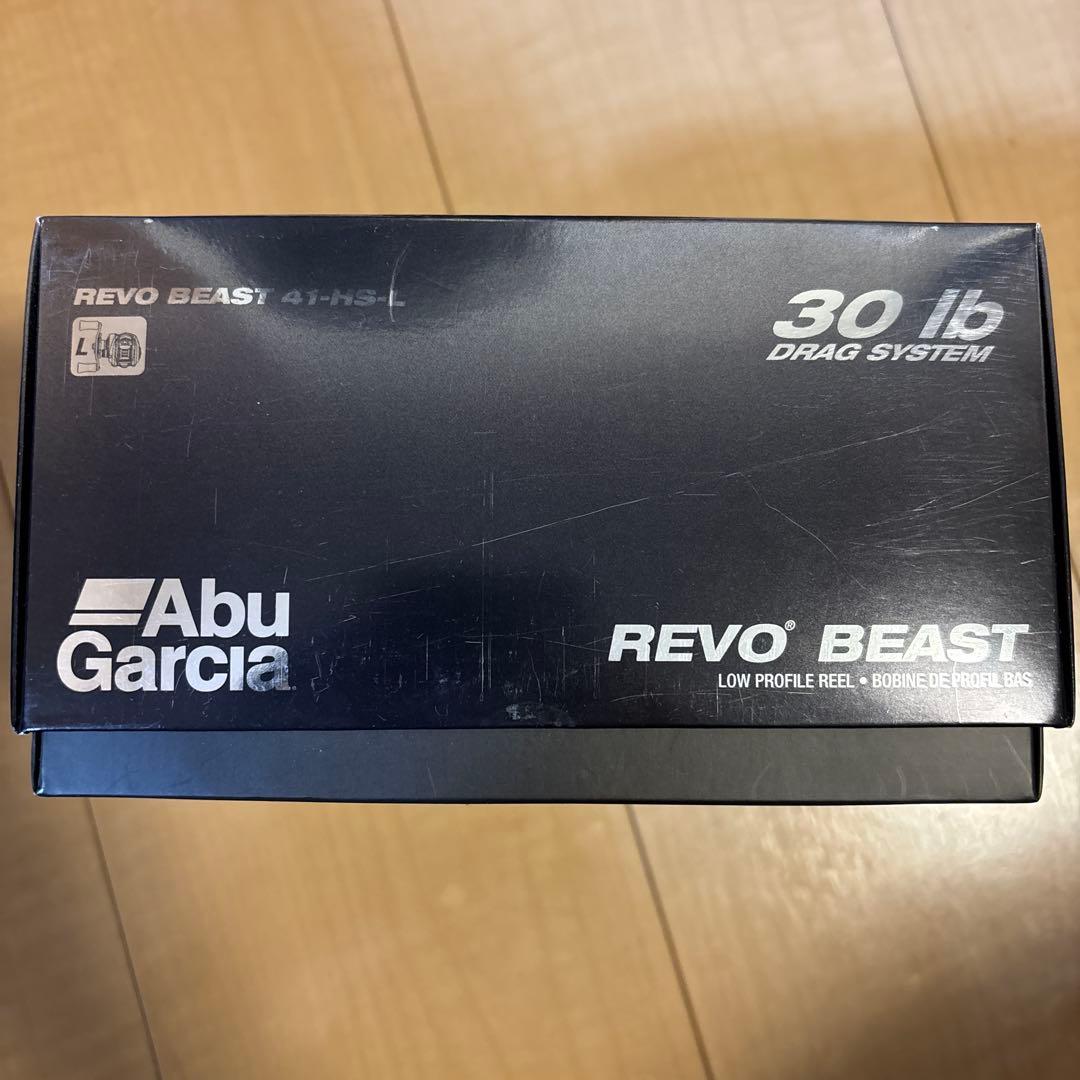 REVO BEAST 41-HS-L
L
30 lb
DRAG SYSTEM
Abu
Garcia
REVO® BEAST
LOW PROFILE REEL • BOBINE DE PROFIL BAS